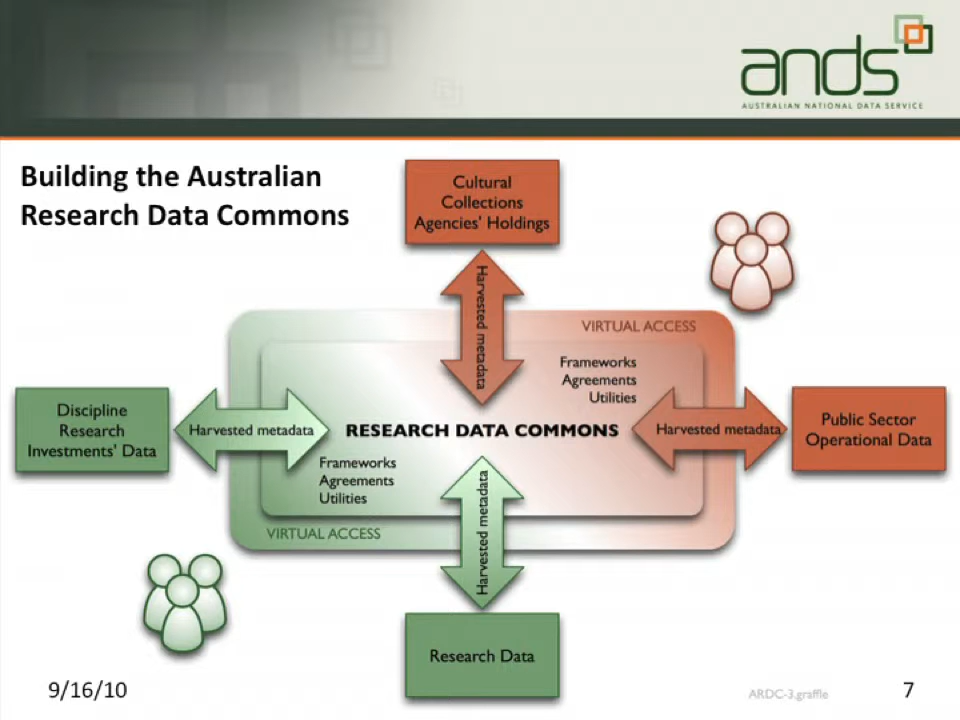 ands
AUSTRALIAN NATIONAL DATA SERVICE
Building the Australian
Research Data Commons
Cultural
Collections
Agencies' Holdings
Harvested metadata
VIRTUAL ACCESS
Frameworks
Agreements
Utilities
Discipline
Research
Investments' Data
Harvested metadata
RESEARCH DATA COMMONS
Harvested metadata
Public Sector
Operational Data
Frameworks
Agreements
Utilities
Harvested metadata
VIRTUAL ACCESS
Research Data
9/16/10
ARDC-3.graffle
7